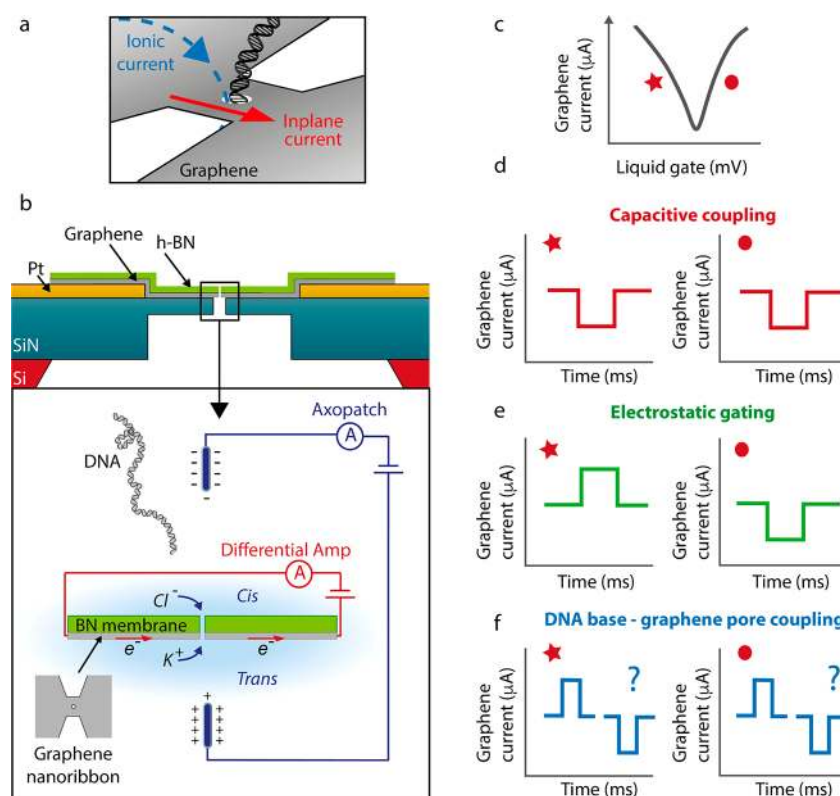 a
Ionic
current
Inplane
current
Graphene
b
Graphene
h-BN
Pt
SiN
Si
Axopatch
A
DNA
Differential Amp
A
Cl -
Cis
BN membrane
e-
e-
K+
Trans
Graphene
nanoribbon
c
Graphene
current (μA)
Liquid gate (mV)
d
Capacitive coupling
Graphene
current (μA)
Time (ms)
Graphene
current (μA)
Time (ms)
e
Electrostatic gating
Graphene
current (μA)
Time (ms)
Graphene
current (μA)
Time (ms)
f
DNA base - graphene pore coupling
?
?
Graphene
current (μA)
Time (ms)
Graphene
current (μA)
Time (ms)